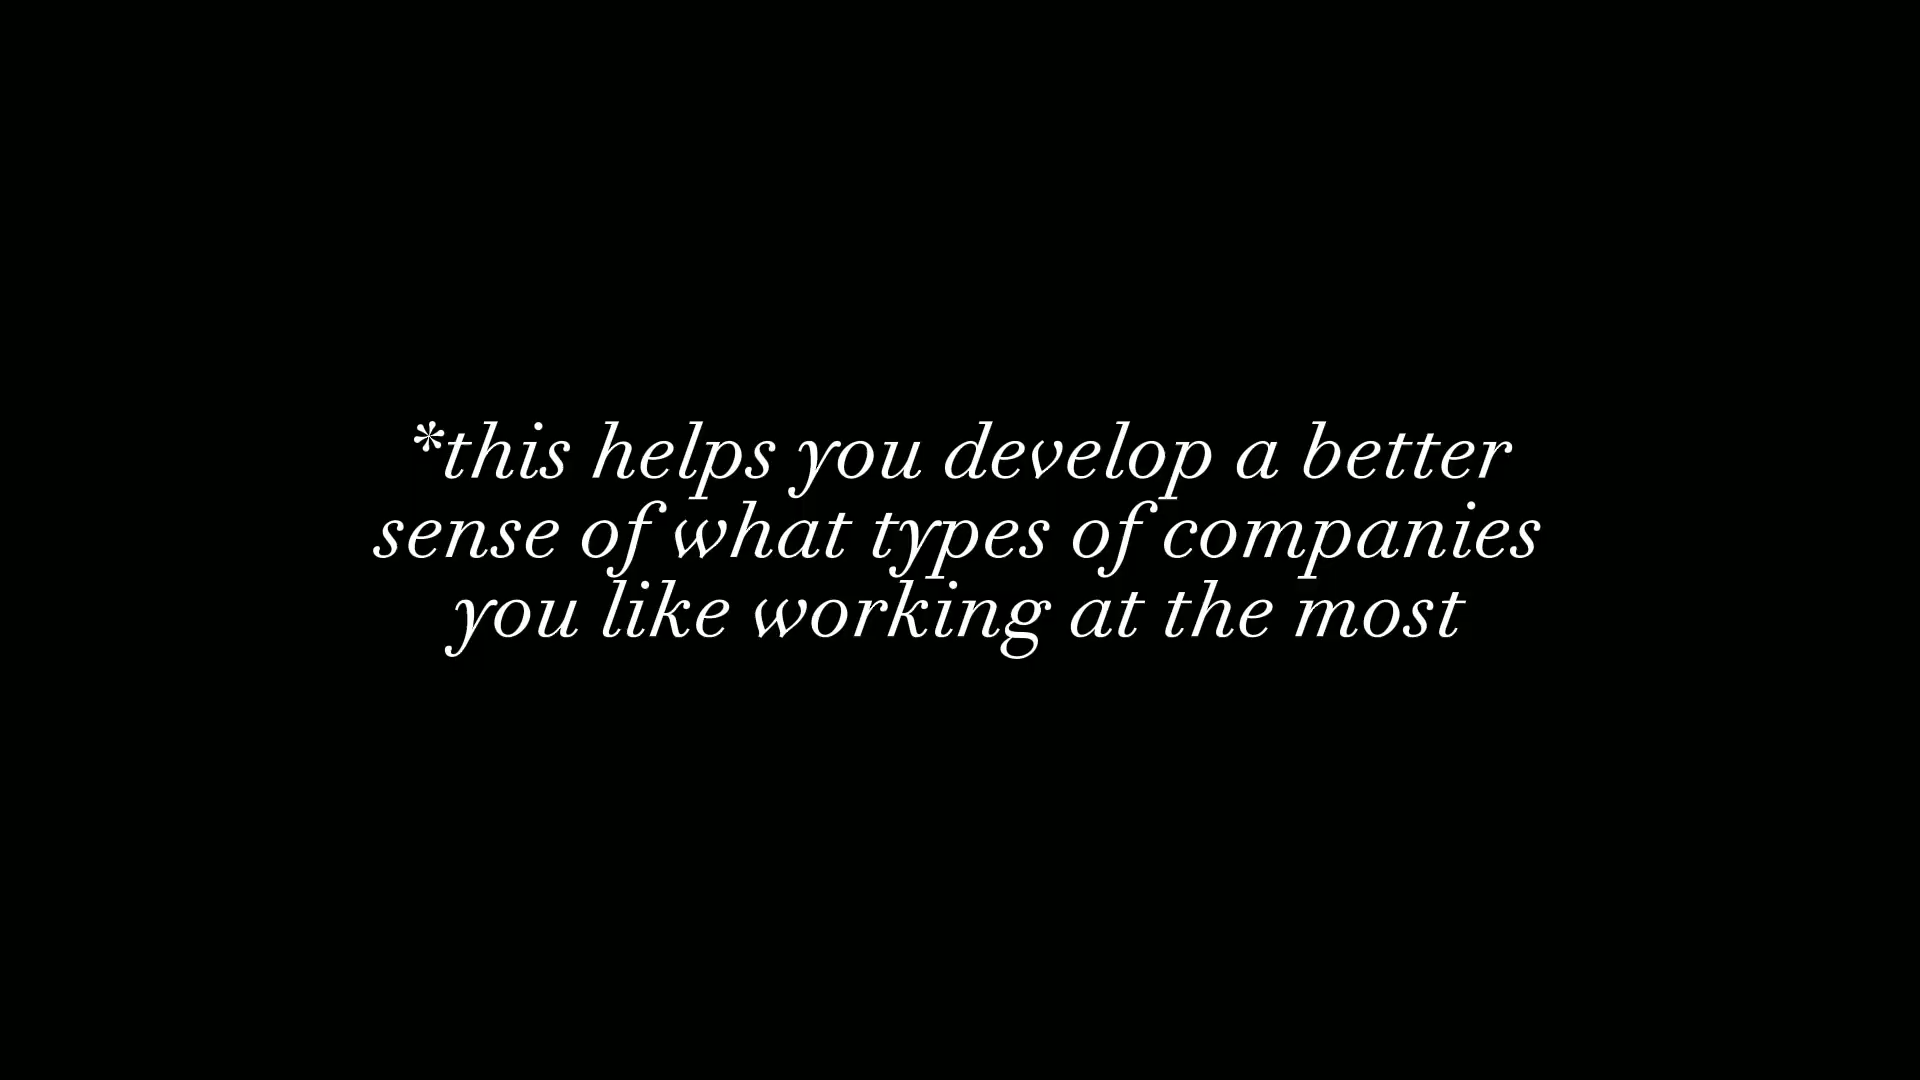 *this helps you develop a better
sense of what types of companies
you like working at the most